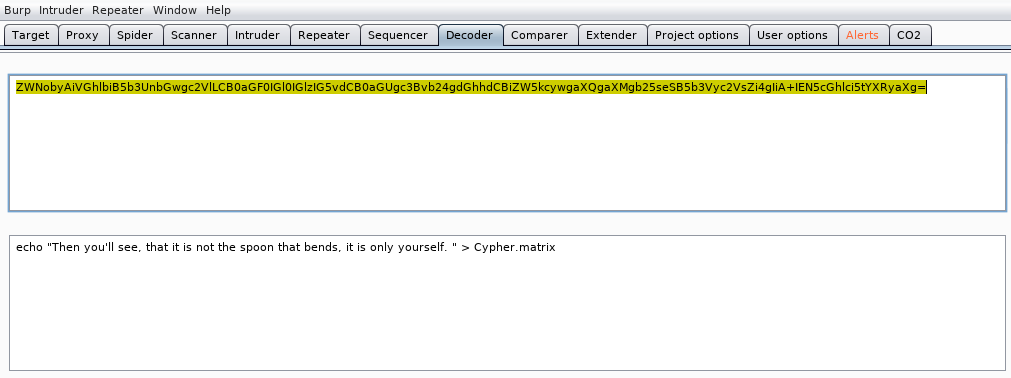 Burp Intruder Repeater Window Help
Target Proxy Spider Scanner Intruder Repeater Sequencer Decoder Comparer Extender Project options User options Alerts CO2
ZWNobyAiVGhlbiB5b3UnbGwgc2VlLCB0aGF0IGl0IGlzIG5vdCB0aGUgc3Bvb24gdGhhdCBiZW5kcywgaXQgaXMgb25seSB5b3Vyc2VsZi4gIiA+IEN5cGhlci5tYXRyaXg=
echo "Then you'll see, that it is not the spoon that bends, it is only yourself. " > Cypher.matrix